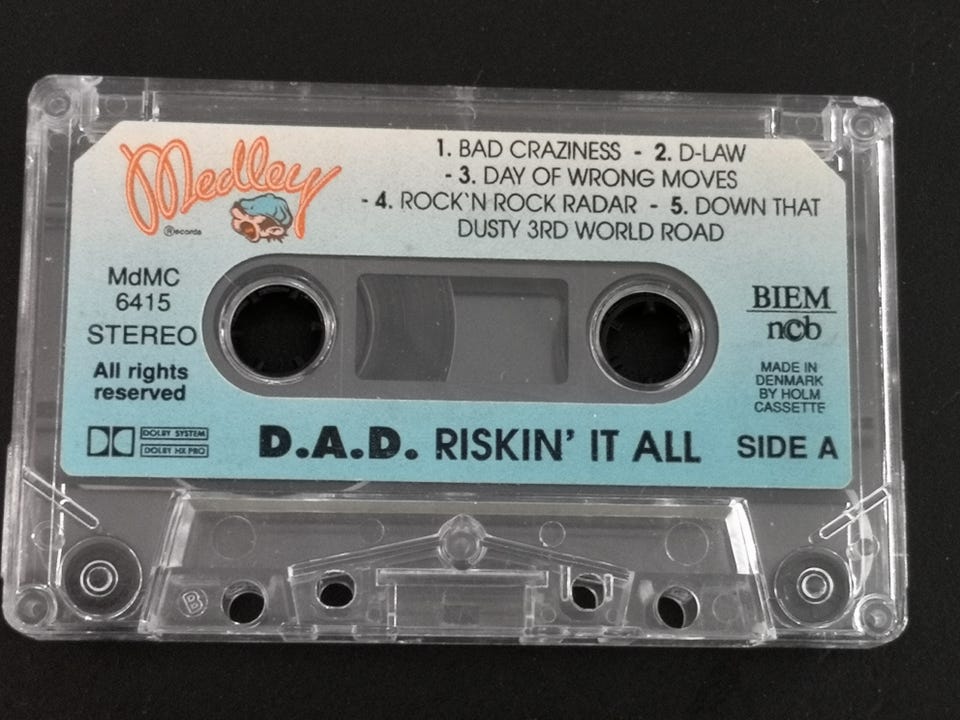 Medley
®ecords
1. BAD CRAZINESS - 2. D-LAW
- 3. DAY OF WRONG MOVES
- 4. ROCK`N ROCK RADAR - 5. DOWN THAT
DUSTY 3RD WORLD ROAD
MdMC
6415
STEREO
All rights
reserved
BIEM
ncb
MADE IN
DENMARK
BY HOLM
CASSETTE
DOLBY SYSTEM
DOLBY HX PRO
D.A.D. RISKIN' IT ALL
SIDE A
B